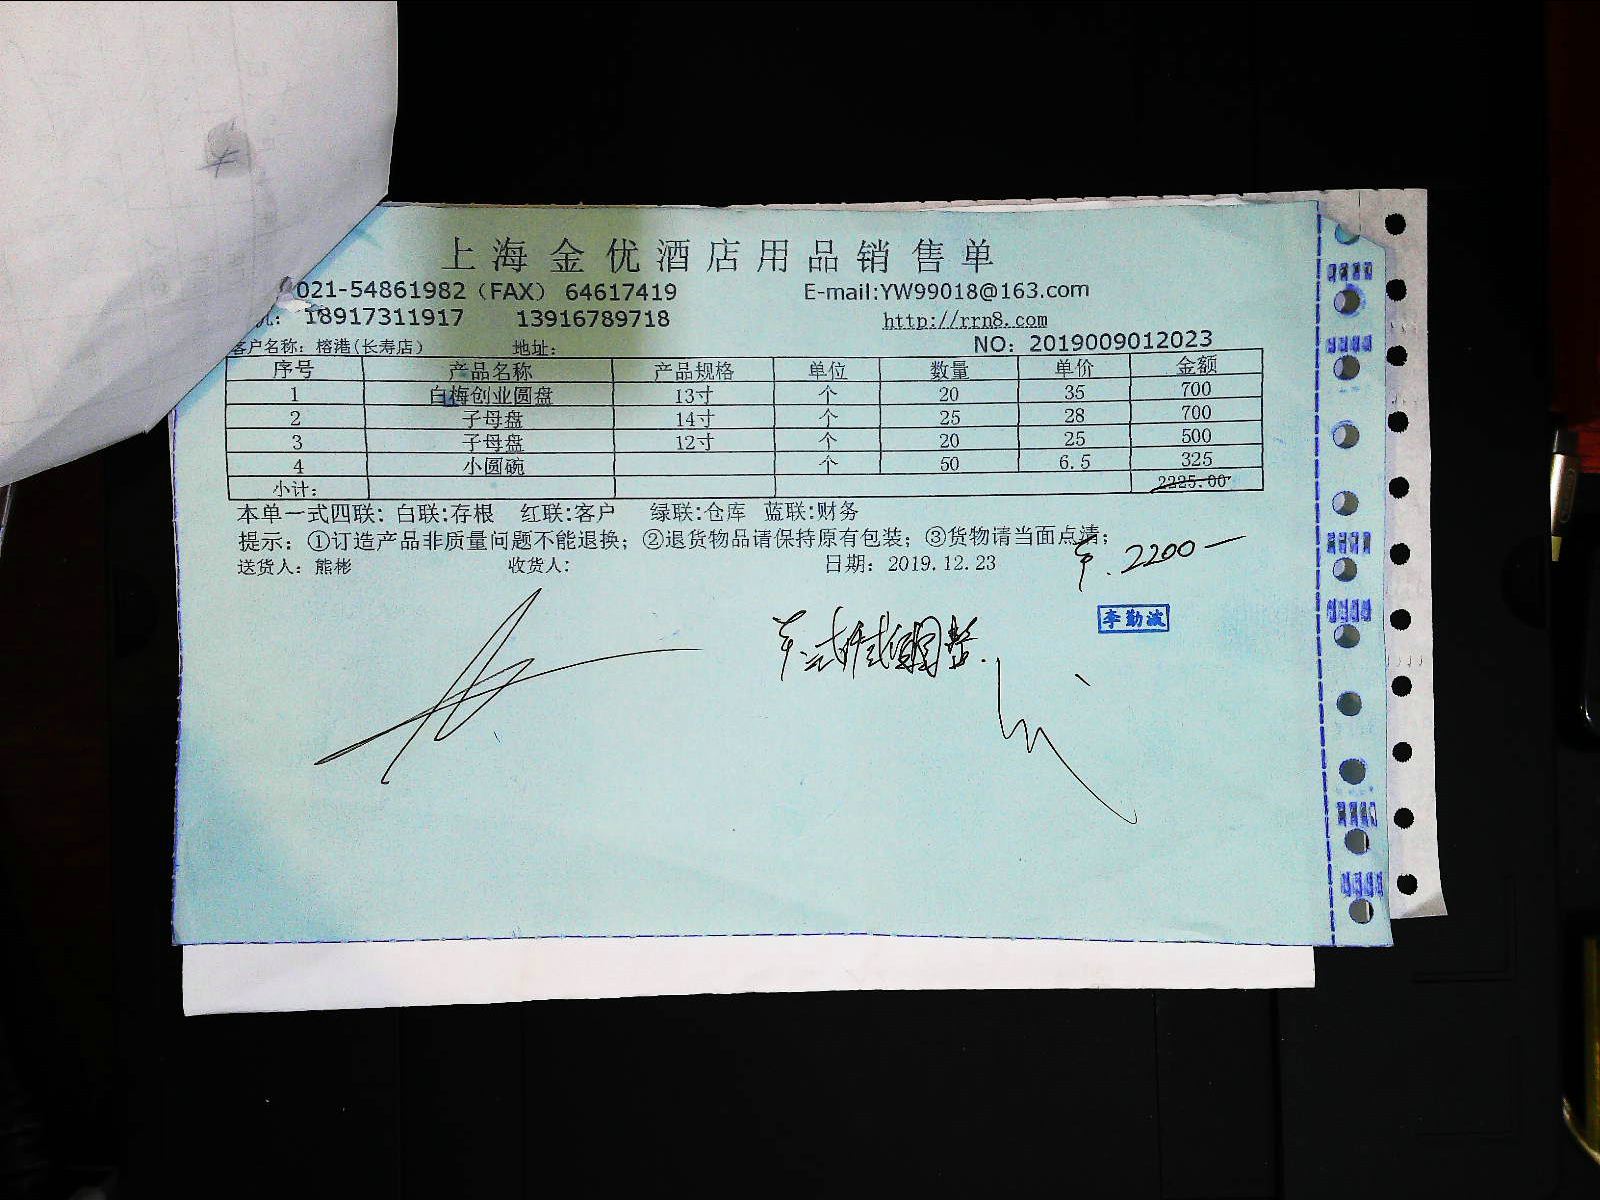 上海金优酒店用品销售单
021-54861982（FAX） 64617419 E-mail:YW99018@163.com
机： 18917311917 13916789718 http://rrn8.com
客户名称：榕港(长寿店) 地址： NO：2019009012023
序号 产品名称 产品规格 单位 数量 单价 金额
1 白梅创业圆盘 13寸 个 20 35 700
2 子母盘 14寸 个 25 28 700
3 子母盘 12寸 个 20 25 500
4 小圆碗 个 50 6.5 325
小计： 2225.00
本单一式四联：白联:存根 红联:客户 绿联:仓库 蓝联:财务
提示：①订造产品非质量问题不能退换；②退货物品请保持原有包装；③货物请当面点清；
送货人：熊彬 收货人： 日期：2019.12.23
2200
李勤波